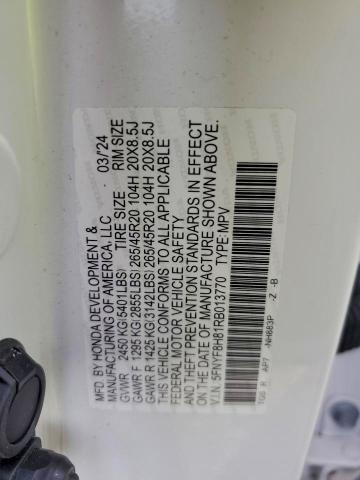 MFD. BY HONDA DEVELOPMENT &
MANUFACTURING OF AMERICA, LLC 03/'24
TIRE SIZE RIM SIZE
GVWR 2450 KG(5401LBS)
GAWR F 1295 KG(2855LBS) 265/45R20 104H 20X8.5J
GAWR R 1425 KG(3142LBS) 265/45R20 104H 20X8.5J
THIS VEHICLE CONFORMS TO ALL APPLICABLE
FEDERAL MOTOR VEHICLE SAFETY
AND THEFT PREVENTION STANDARDS IN EFFECT
ON THE DATE OF MANUFACTURE SHOWN ABOVE.
V.I.N. 5FNYF8H81RB013770 TYPE:MPV
TG6 R AP7 NH883P -Z -B